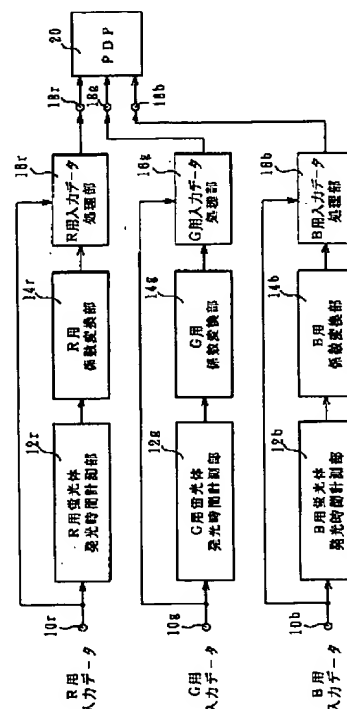 10r
R用
入力データ
12r
R用蛍光体
発光時間計測部
14r
R用
係数変換部
16r
R用入力データ
処理部
18r
10g
G用
入力データ
12g
G用蛍光体
発光時間計測部
14g
G用
係数変換部
16g
G用入力データ
処理部
18g
10b
B用
入力データ
12b
B用蛍光体
発光時間計測部
14b
B用
係数変換部
16b
B用入力データ
処理部
18b
20
PDP